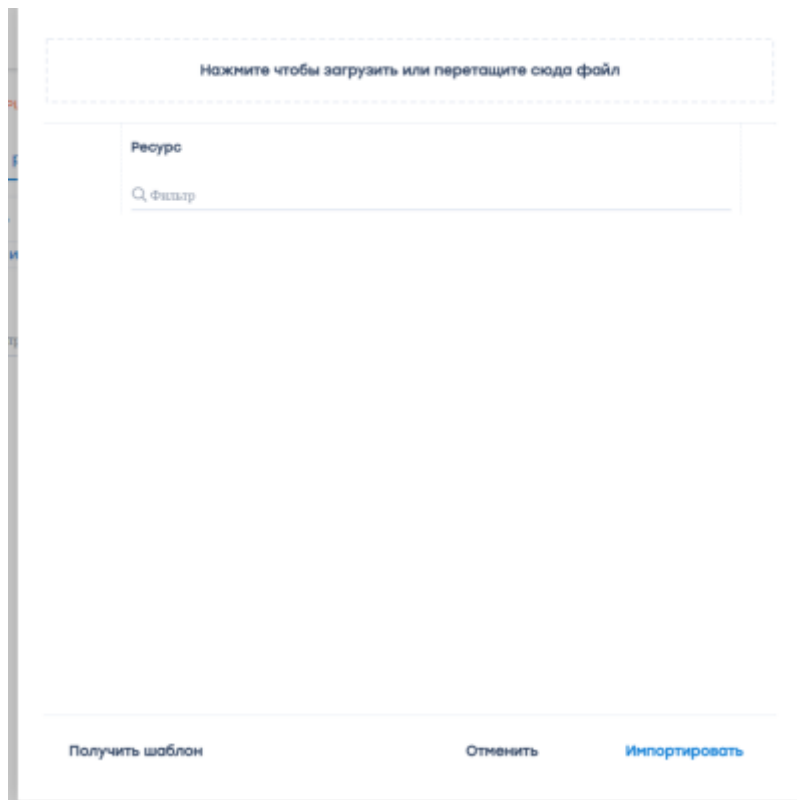 Нажмите чтобы загрузить или перетащите сюда файл
Ресурс
Фильтр
Получить шаблон
Отменить
Импортировать